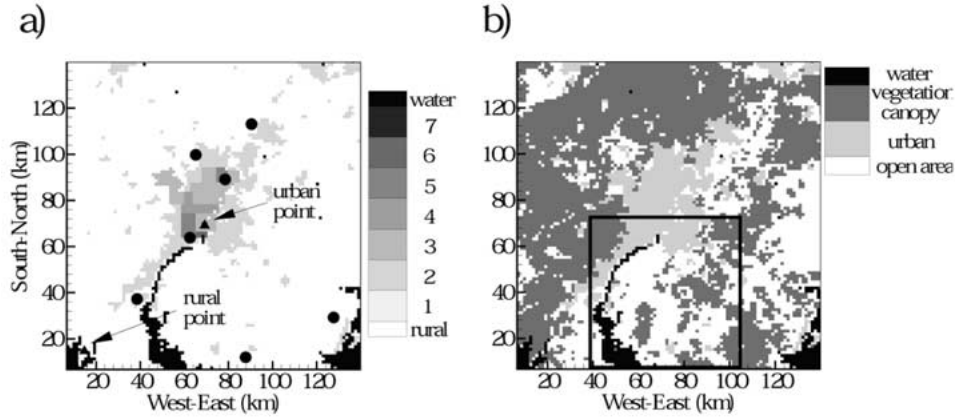 a)
South-North (km)
120
100
80
60
40
20
20 40 60 80 100 120
West-East (km)
urban
point
rural
point
water
7
6
5
4
3
2
1
rural
b)
120
100
80
60
40
20
20 40 60 80 100 120
West-East (km)
water
vegetation
canopy
urban
open area